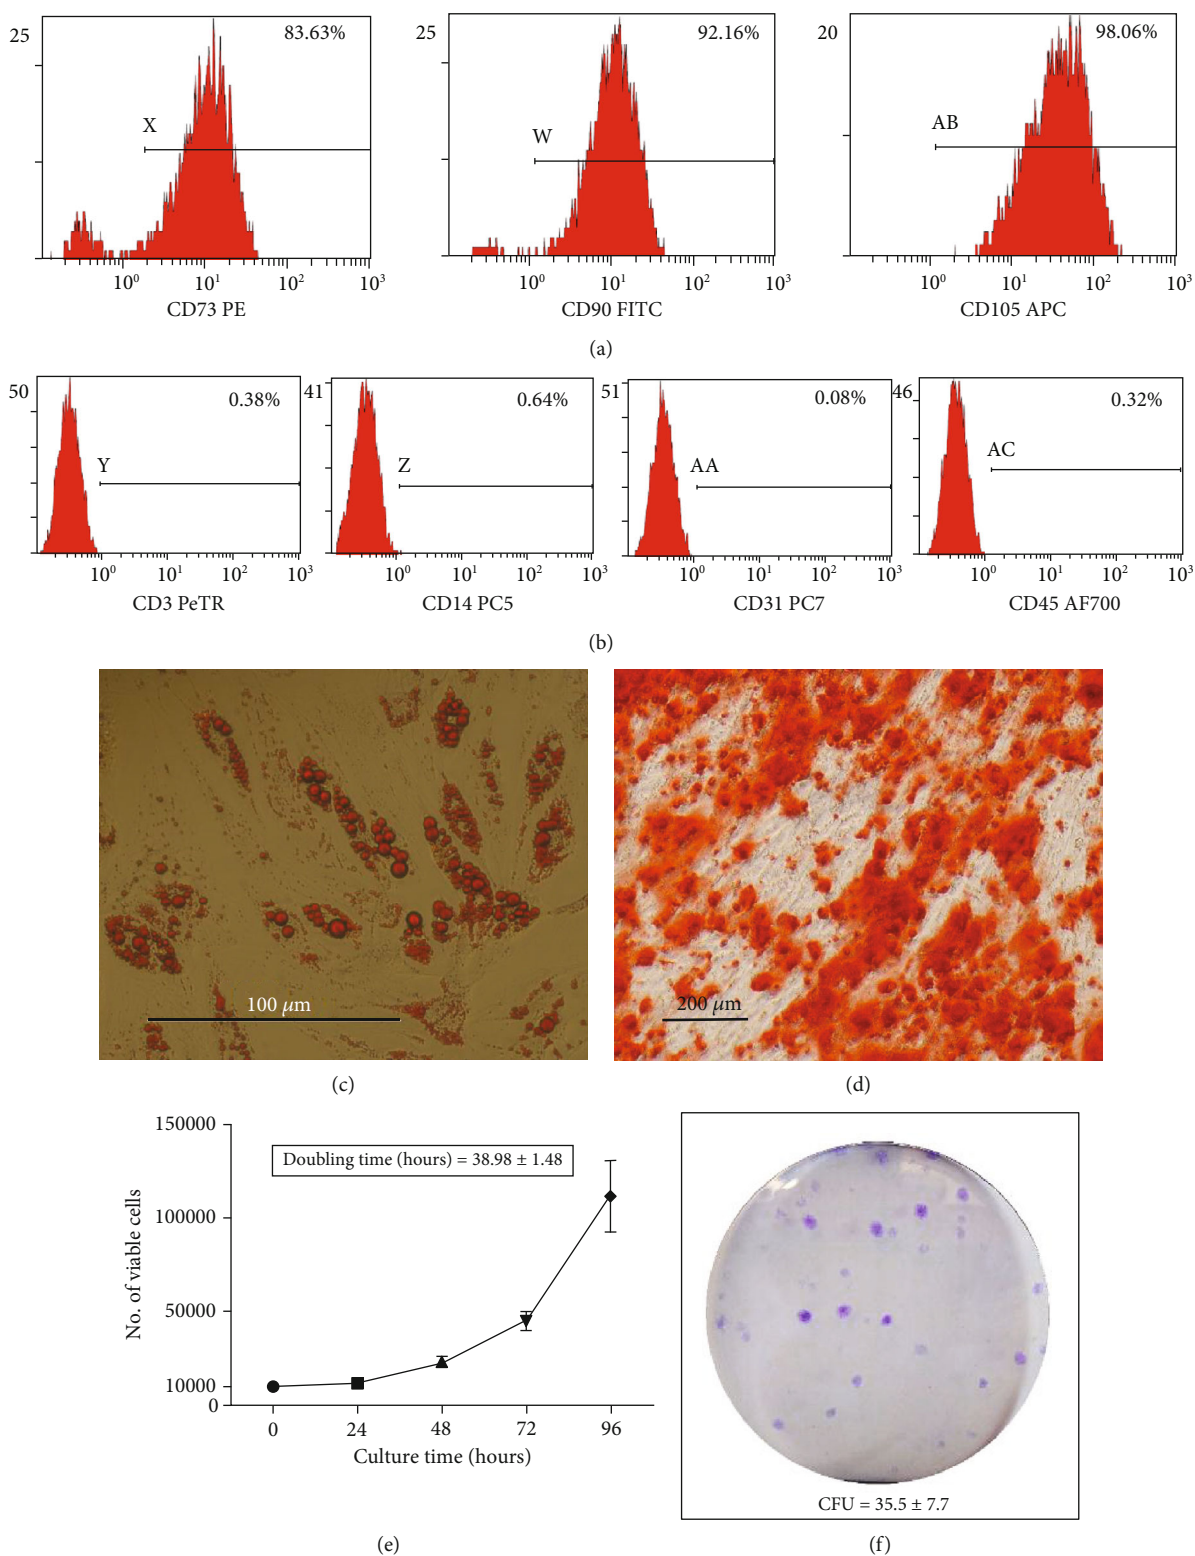 25
83.63%
X
10⁰ 10¹ 10² 10³
CD73 PE
25
92.16%
W
10⁰ 10¹ 10² 10³
CD90 FITC
20
98.06%
AB
10⁰ 10¹ 10² 10³
CD105 APC
(a)
50
0.38%
Y
10⁰ 10¹ 10² 10³
CD3 PeTR
41
0.64%
Z
10⁰ 10¹ 10² 10³
CD14 PC5
51
0.08%
AA
10⁰ 10¹ 10² 10³
CD31 PC7
46
0.32%
AC
10⁰ 10¹ 10² 10³
CD45 AF700
(b)
100 μm
(c)
200 μm
(d)
150000
100000
50000
10000
0
No. of viable cells
Doubling time (hours) = 38.98 ± 1.48
0 24 48 72 96
Culture time (hours)
(e)
CFU = 35.5 ± 7.7
(f)